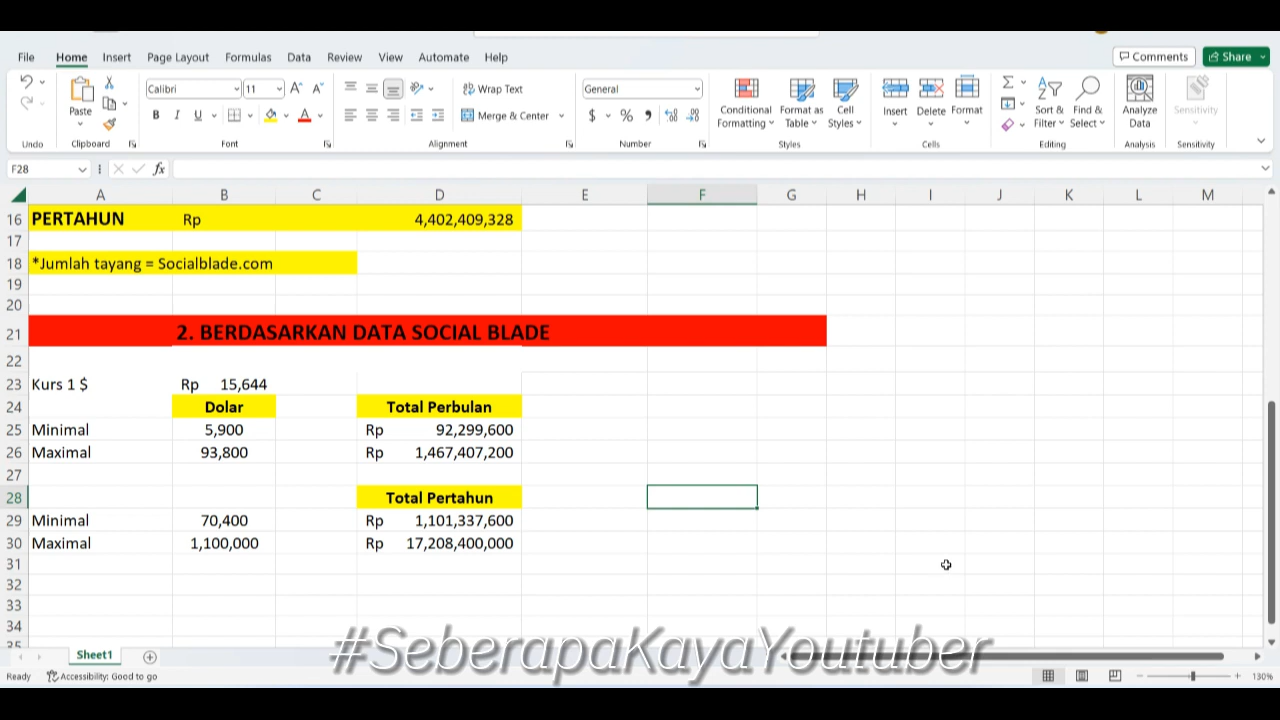 File Home Insert Page Layout Formulas Data Review View Automate Help Comments Share
Calibri 11 Wrap Text General
Paste B I U Merge & Center $ % Conditional Formatting Format as Table Cell Styles Insert Delete Format Sort & Filter Find & Select Analyze Data Sensitivity
Undo Clipboard Font Alignment Number Styles Cells Editing Analysis Sensitivity
F28 fx
A B C D E F G H I J K L M
16 PERTAHUN Rp 4,402,409,328
17
18 *Jumlah tayang = Socialblade.com
19
20
21 2. BERDASARKAN DATA SOCIAL BLADE
22
23 Kurs 1 $ Rp 15,644
24 Dolar Total Perbulan
25 Minimal 5,900 Rp 92,299,600
26 Maximal 93,800 Rp 1,467,407,200
27
28 Total Pertahun
29 Minimal 70,400 Rp 1,101,337,600
30 Maximal 1,100,000 Rp 17,208,400,000
31
32
33
34
35
#SeberapaKayaYoutuber
Sheet1
Ready Accessibility: Good to go 130%